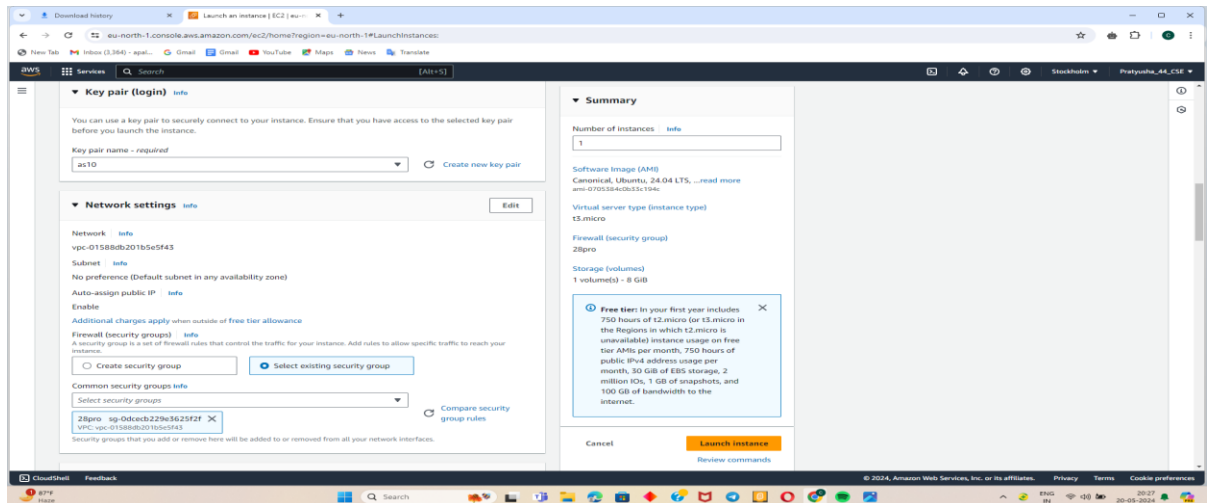 Download history
Launch an instance | EC2 | eu-n
eu-north-1.console.aws.amazon.com/ec2/home?region=eu-north-1#LaunchInstances:
New Tab
Inbox (3,364) - apal...
Gmail
Gmail
YouTube
Maps
News
Translate
aws
Services
Search
[Alt+S]
Stockholm
Pratyusha_44_CSE
Key pair (login) Info
You can use a key pair to securely connect to your instance. Ensure that you have access to the selected key pair
before you launch the instance.
Key pair name - required
as10
Create new key pair
Network settings Info
Edit
Network Info
vpc-01588db201b5e5f43
Subnet Info
No preference (Default subnet in any availability zone)
Auto-assign public IP Info
Enable
Additional charges apply when outside of free tier allowance
Firewall (security groups) Info
A security group is a set of firewall rules that control the traffic for your instance. Add rules to allow specific traffic to reach your
instance.
Create security group
Select existing security group
Common security groups Info
Select security groups
28pro sg-0dcecb229e3625f2f
VPC: vpc-01588db201b5e5f43
Compare security
group rules
Security groups that you add or remove here will be added to or removed from all your network interfaces.
Summary
Number of instances Info
1
Software Image (AMI)
Canonical, Ubuntu, 24.04 LTS, ...read more
ami-0705384c0b33c194c
Virtual server type (instance type)
t3.micro
Firewall (security group)
28pro
Storage (volumes)
1 volume(s) - 8 GiB
Free tier: In your first year includes
750 hours of t2.micro (or t3.micro in
the Regions in which t2.micro is
unavailable) instance usage on free
tier AMIs per month, 750 hours of
public IPv4 address usage per
month, 30 GiB of EBS storage, 2
million IOs, 1 GB of snapshots, and
100 GB of bandwidth to the
internet.
Cancel
Launch instance
Review commands
CloudShell
Feedback
© 2024, Amazon Web Services, Inc. or its affiliates.
Privacy
Terms
Cookie preferences
87°F
Haze
Search
ENG
IN
20:27
20-05-2024